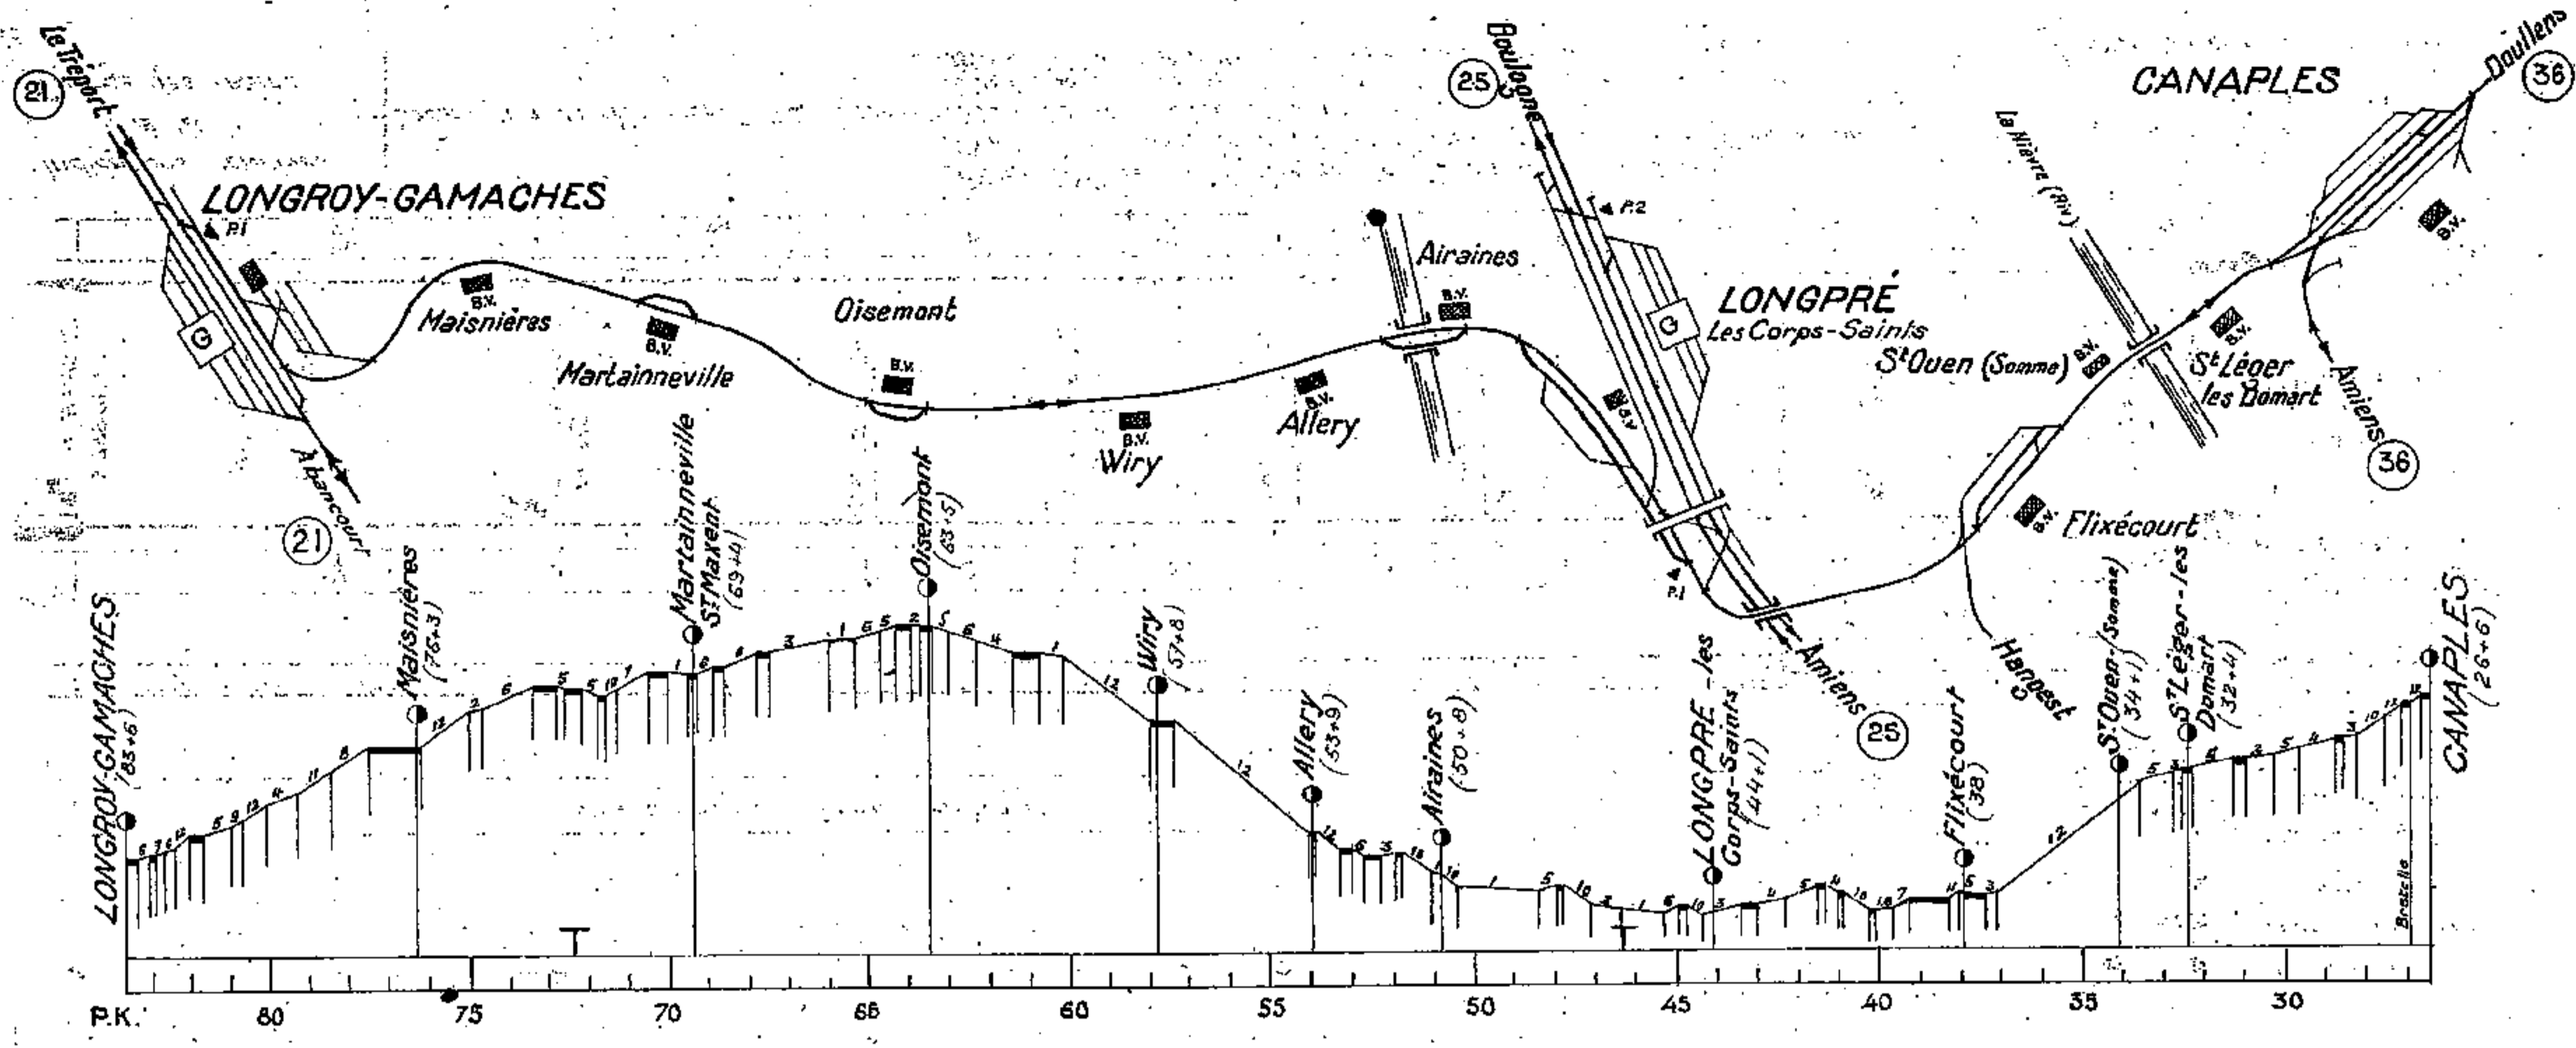 Le Tréport
21
LONGROY-GAMACHES
P.1
G
Abancourt
21
B.V.
Maisnières
B.V.
Martainneville
Oisemont
B.V.
B.V.
Wiry
B.V.
Allery
Airaines
B.V.
Boulogne
25
P.2
G
LONGPRÉ
Les Corps-Saints
B.V.
P.1
Amiens
25
Hangest
B.V.
Flixécourt
St Ouen (Somme)
B.V.
La Nièvre (Riv)
B.V.
St Léger
les Domart
CANAPLES
Doullens
36
B.V.
Amiens
36
LONGROY-GAMACHES
(83+6)
Maisnières
(76+3)
Martainneville
St Maxent
(69+4)
Oisemont
(63+5)
Wiry
(57+8)
Allery
(53+9)
Airaines
(50+8)
LONGPRÉ-les
Corps-Saints
(44+1)
Flixécourt
(38)
St Ouen-(Somme)
(34+1)
St Léger-les
Domart
(32+4)
CANAPLES
(26+6)
P.K. 80 75 70 65 60 55 50 45 40 35 30